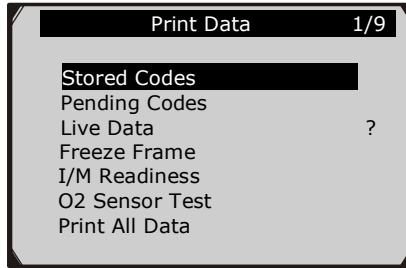 Print Data 1/9
Stored Codes
Pending Codes
Live Data ?
Freeze Frame
I/M Readiness
O2 Sensor Test
Print All Data